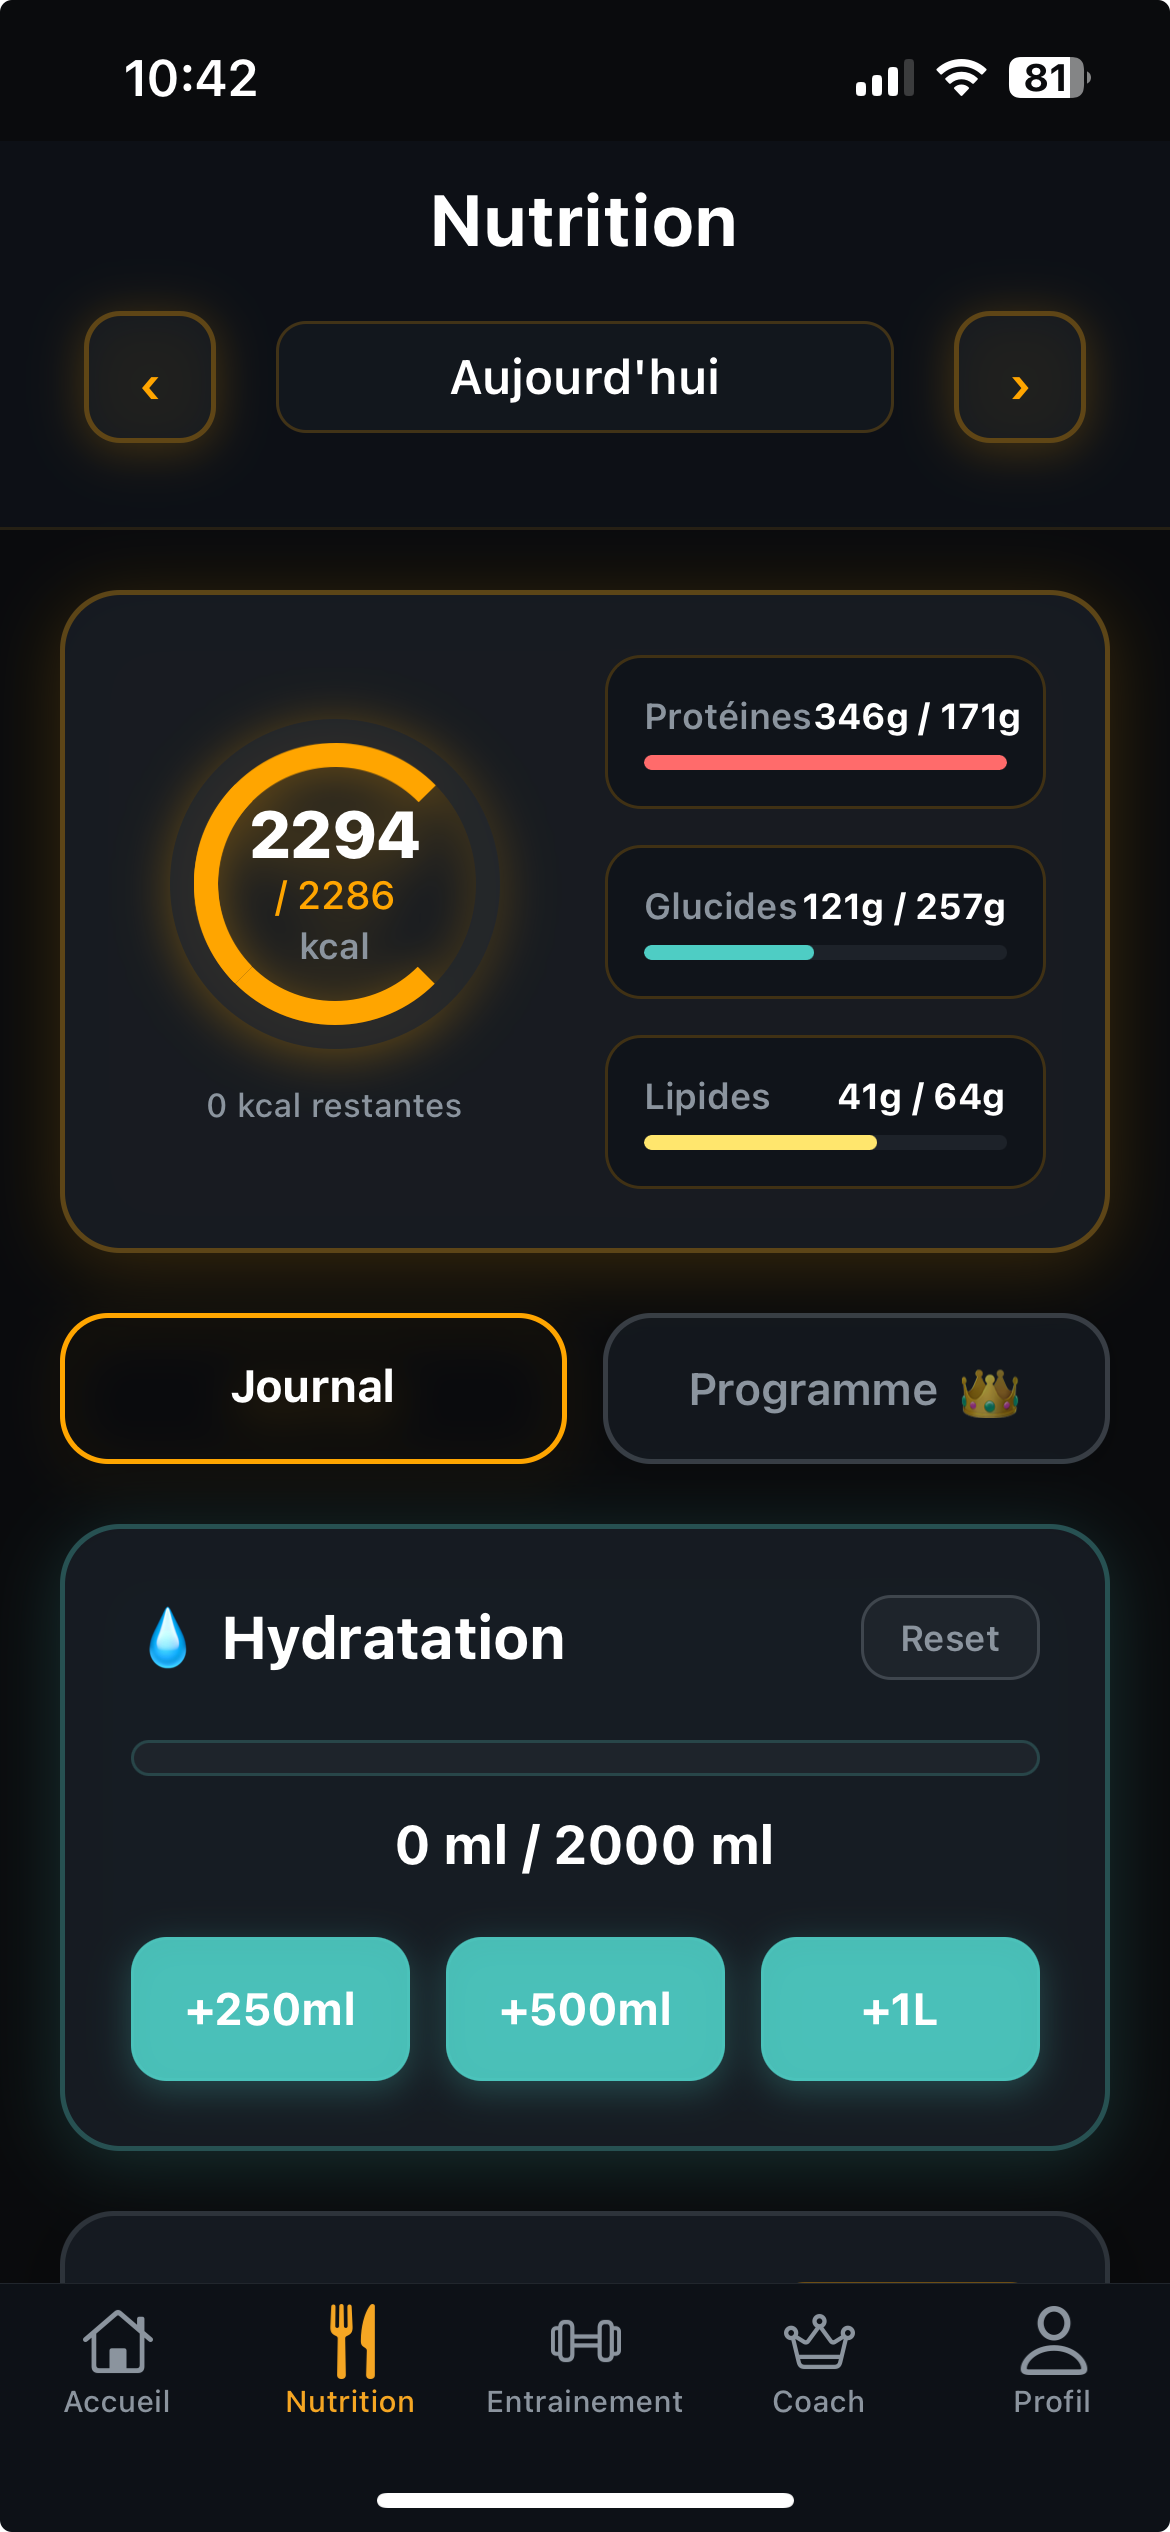 10:42
81
Nutrition
‹
Aujourd'hui
›
2294
/ 2286
kcal
0 kcal restantes
Protéines 346g / 171g
Glucides 121g / 257g
Lipides 41g / 64g
Journal
Programme
Hydratation
Reset
0 ml / 2000 ml
+250ml
+500ml
+1L
Accueil
Nutrition
Entrainement
Coach
Profil